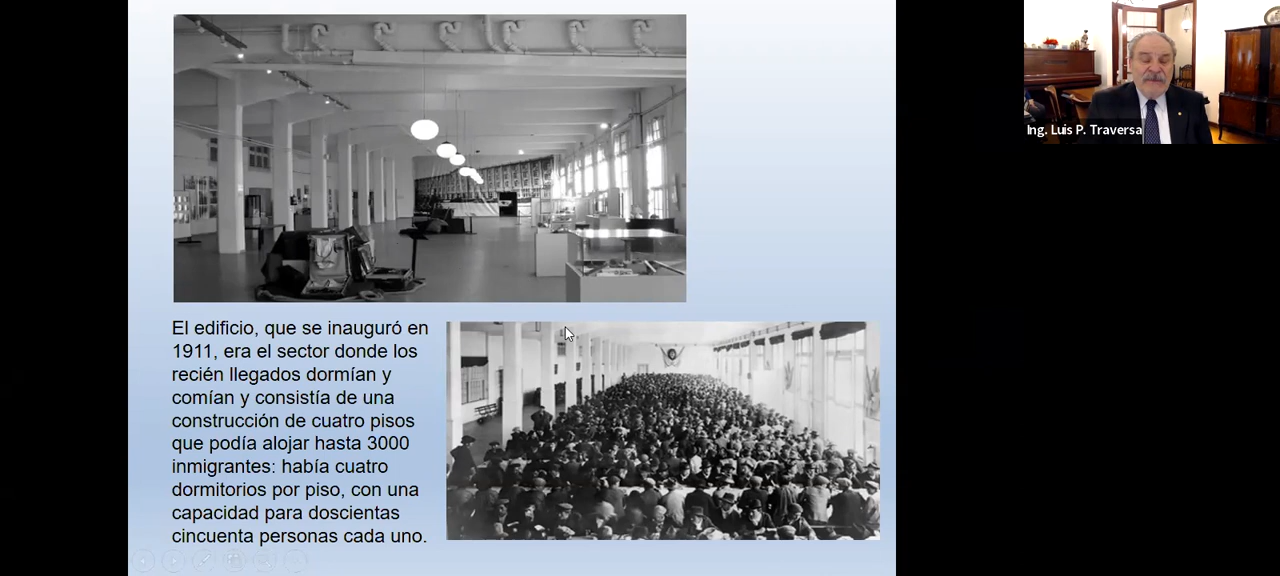 El edificio, que se inauguró en
1911, era el sector donde los
recién llegados dormían y
comían y consistía de una
construcción de cuatro pisos
que podía alojar hasta 3000
inmigrantes: había cuatro
dormitorios por piso, con una
capacidad para doscientas
cincuenta personas cada uno.
Ing. Luis P. Traversa